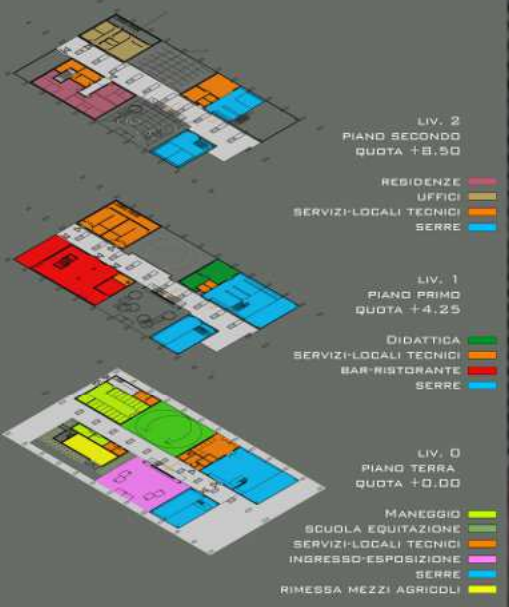 LIV. 2
PIANO SECONDO
QUOTA +8.50
RESIDENZE
UFFICI
SERVIZI-LOCALI TECNICI
SERRE
LIV. 1
PIANO PRIMO
QUOTA +4.25
DIDATTICA
SERVIZI-LOCALI TECNICI
BAR-RISTORANTE
SERRE
LIV. 0
PIANO TERRA
QUOTA +0.00
MANEGGIO
SCUOLA EQUITAZIONE
SERVIZI-LOCALI TECNICI
INGRESSO-ESPOSIZIONE
SERRE
RIMESSA MEZZI AGRICOLI